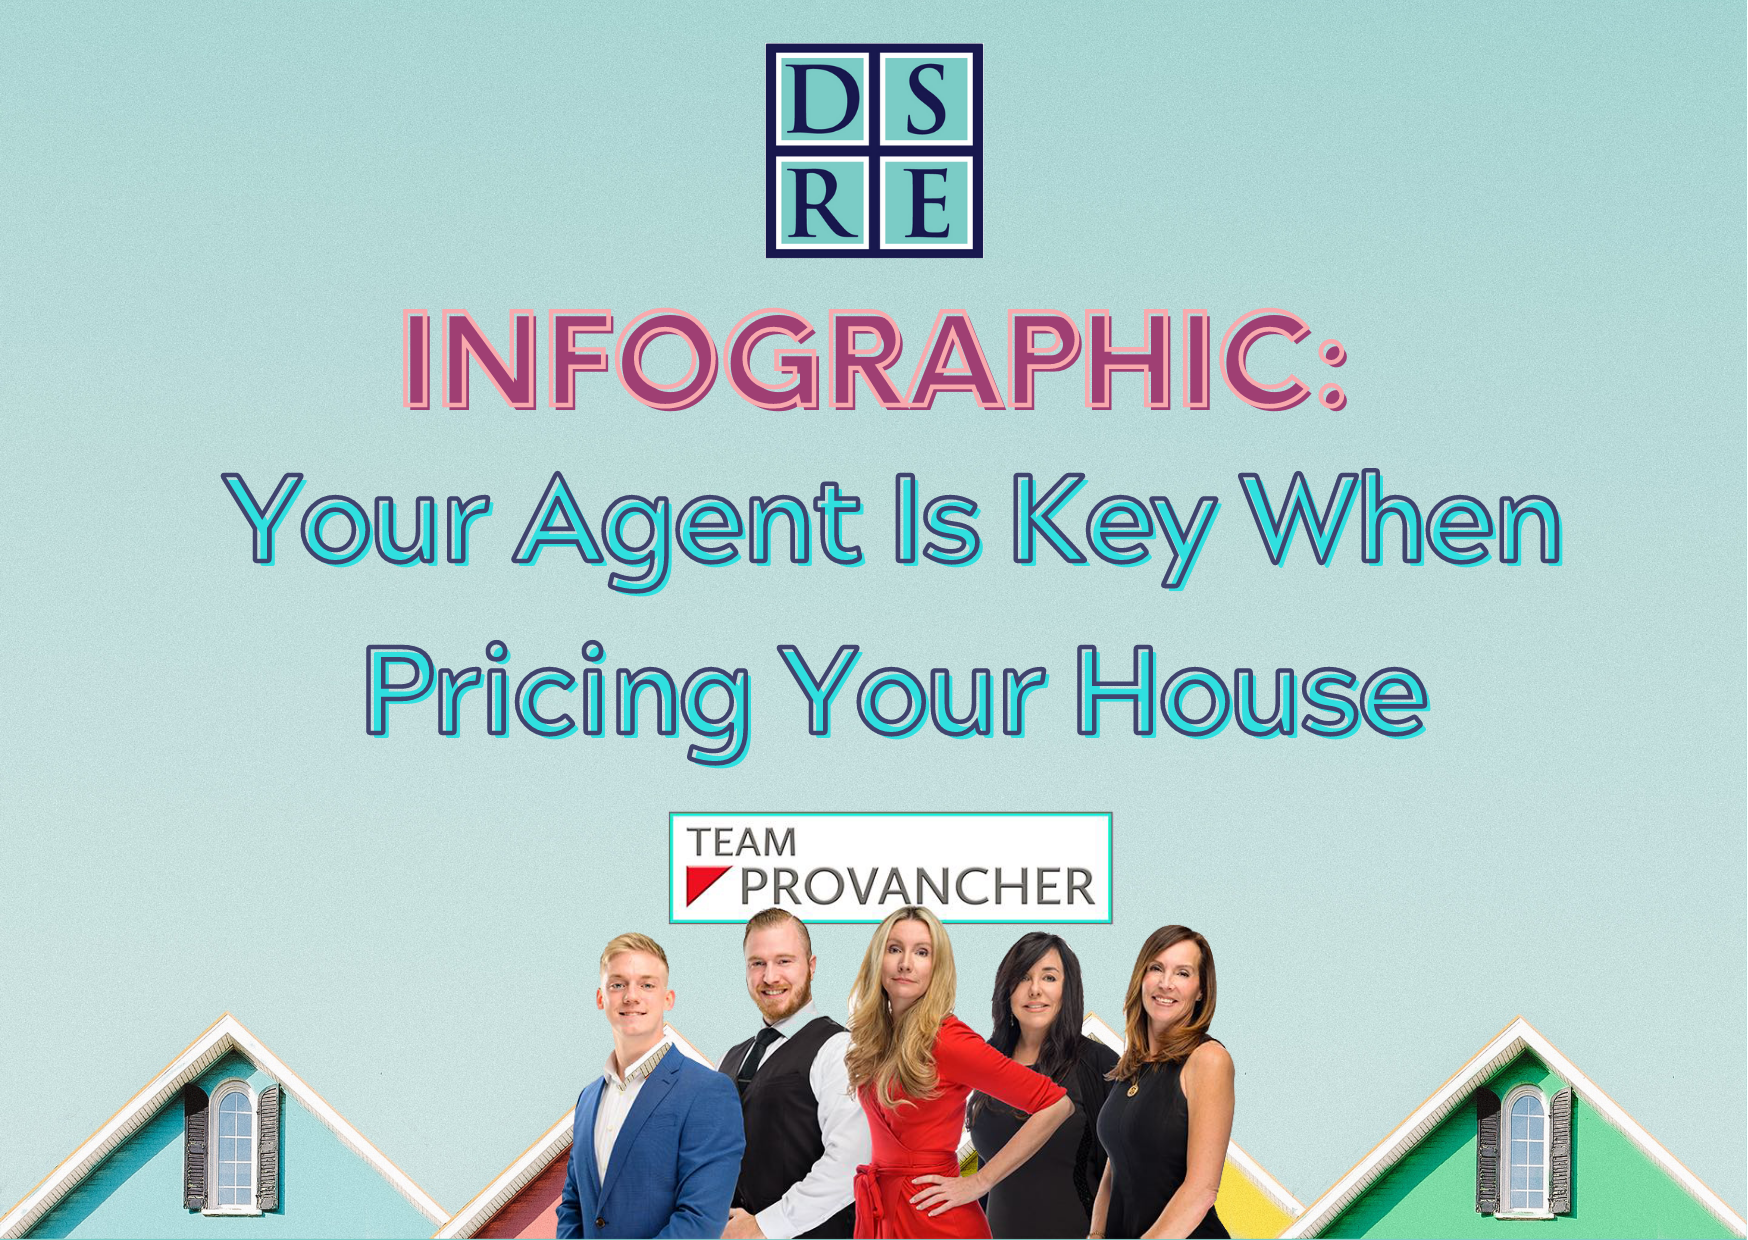 D S
R E
INFOGRAPHIC:
Your Agent Is Key When
Pricing Your House
TEAM
PROVANCHER